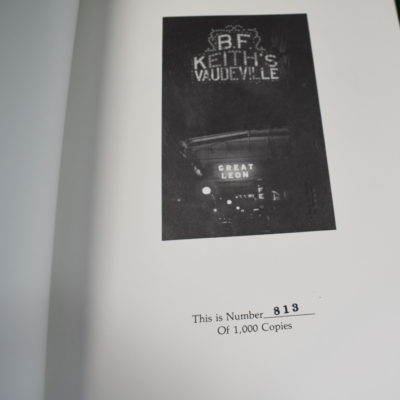 B.F.
KEITH'S
VAUDEVILLE
GREAT
LEON
This is Number 813
Of 1,000 Copies